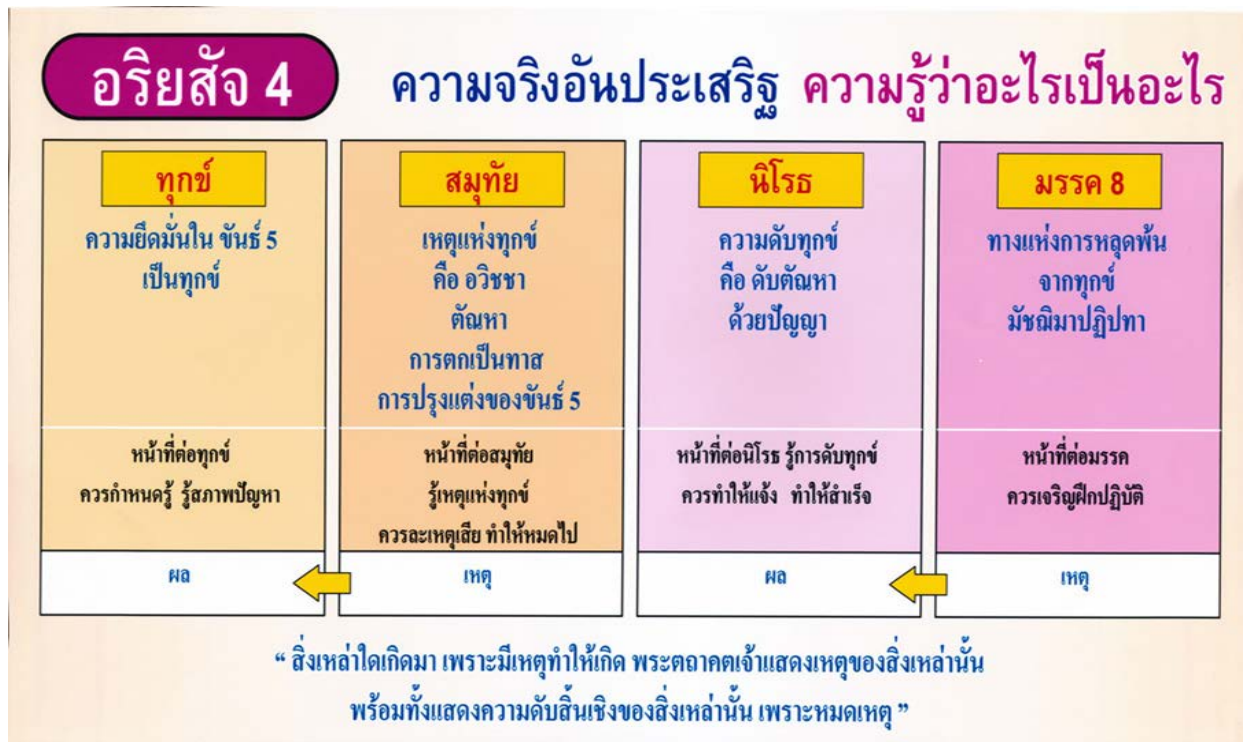 อริยสัจ 4
ความจริงอันประเสริฐ ความรู้ว่าอะไรเป็นอะไร
ทุกข์
ความยึดมั่นใน ขันธ์ 5
เป็นทุกข์
หน้าที่ต่อทุกข์
ควรกำหนดรู้ รู้สภาพปัญหา
ผล
สมุทัย
เหตุแห่งทุกข์
คือ อวิชชา
ตัณหา
การตกเป็นทาส
การปรุงแต่งของขันธ์ 5
หน้าที่ต่อสมุทัย
รู้เหตุแห่งทุกข์
ควรละเหตุเสีย ทำให้หมดไป
เหตุ
นิโรธ
ความดับทุกข์
คือ ดับตัณหา
ด้วยปัญญา
หน้าที่ต่อนิโรธ รู้การดับทุกข์
ควรทำให้แจ้ง ทำให้สำเร็จ
ผล
มรรค 8
ทางแห่งการหลุดพ้น
จากทุกข์
มัชฌิมาปฏิปทา
หน้าที่ต่อมรรค
ควรเจริญฝึกปฏิบัติ
เหตุ
“ สิ่งเหล่าใดเกิดมา เพราะมีเหตุทำให้เกิด พระตถาคตเจ้าแสดงเหตุของสิ่งเหล่านั้น
พร้อมทั้งแสดงความดับสิ้นเชิงของสิ่งเหล่านั้น เพราะหมดเหตุ ”